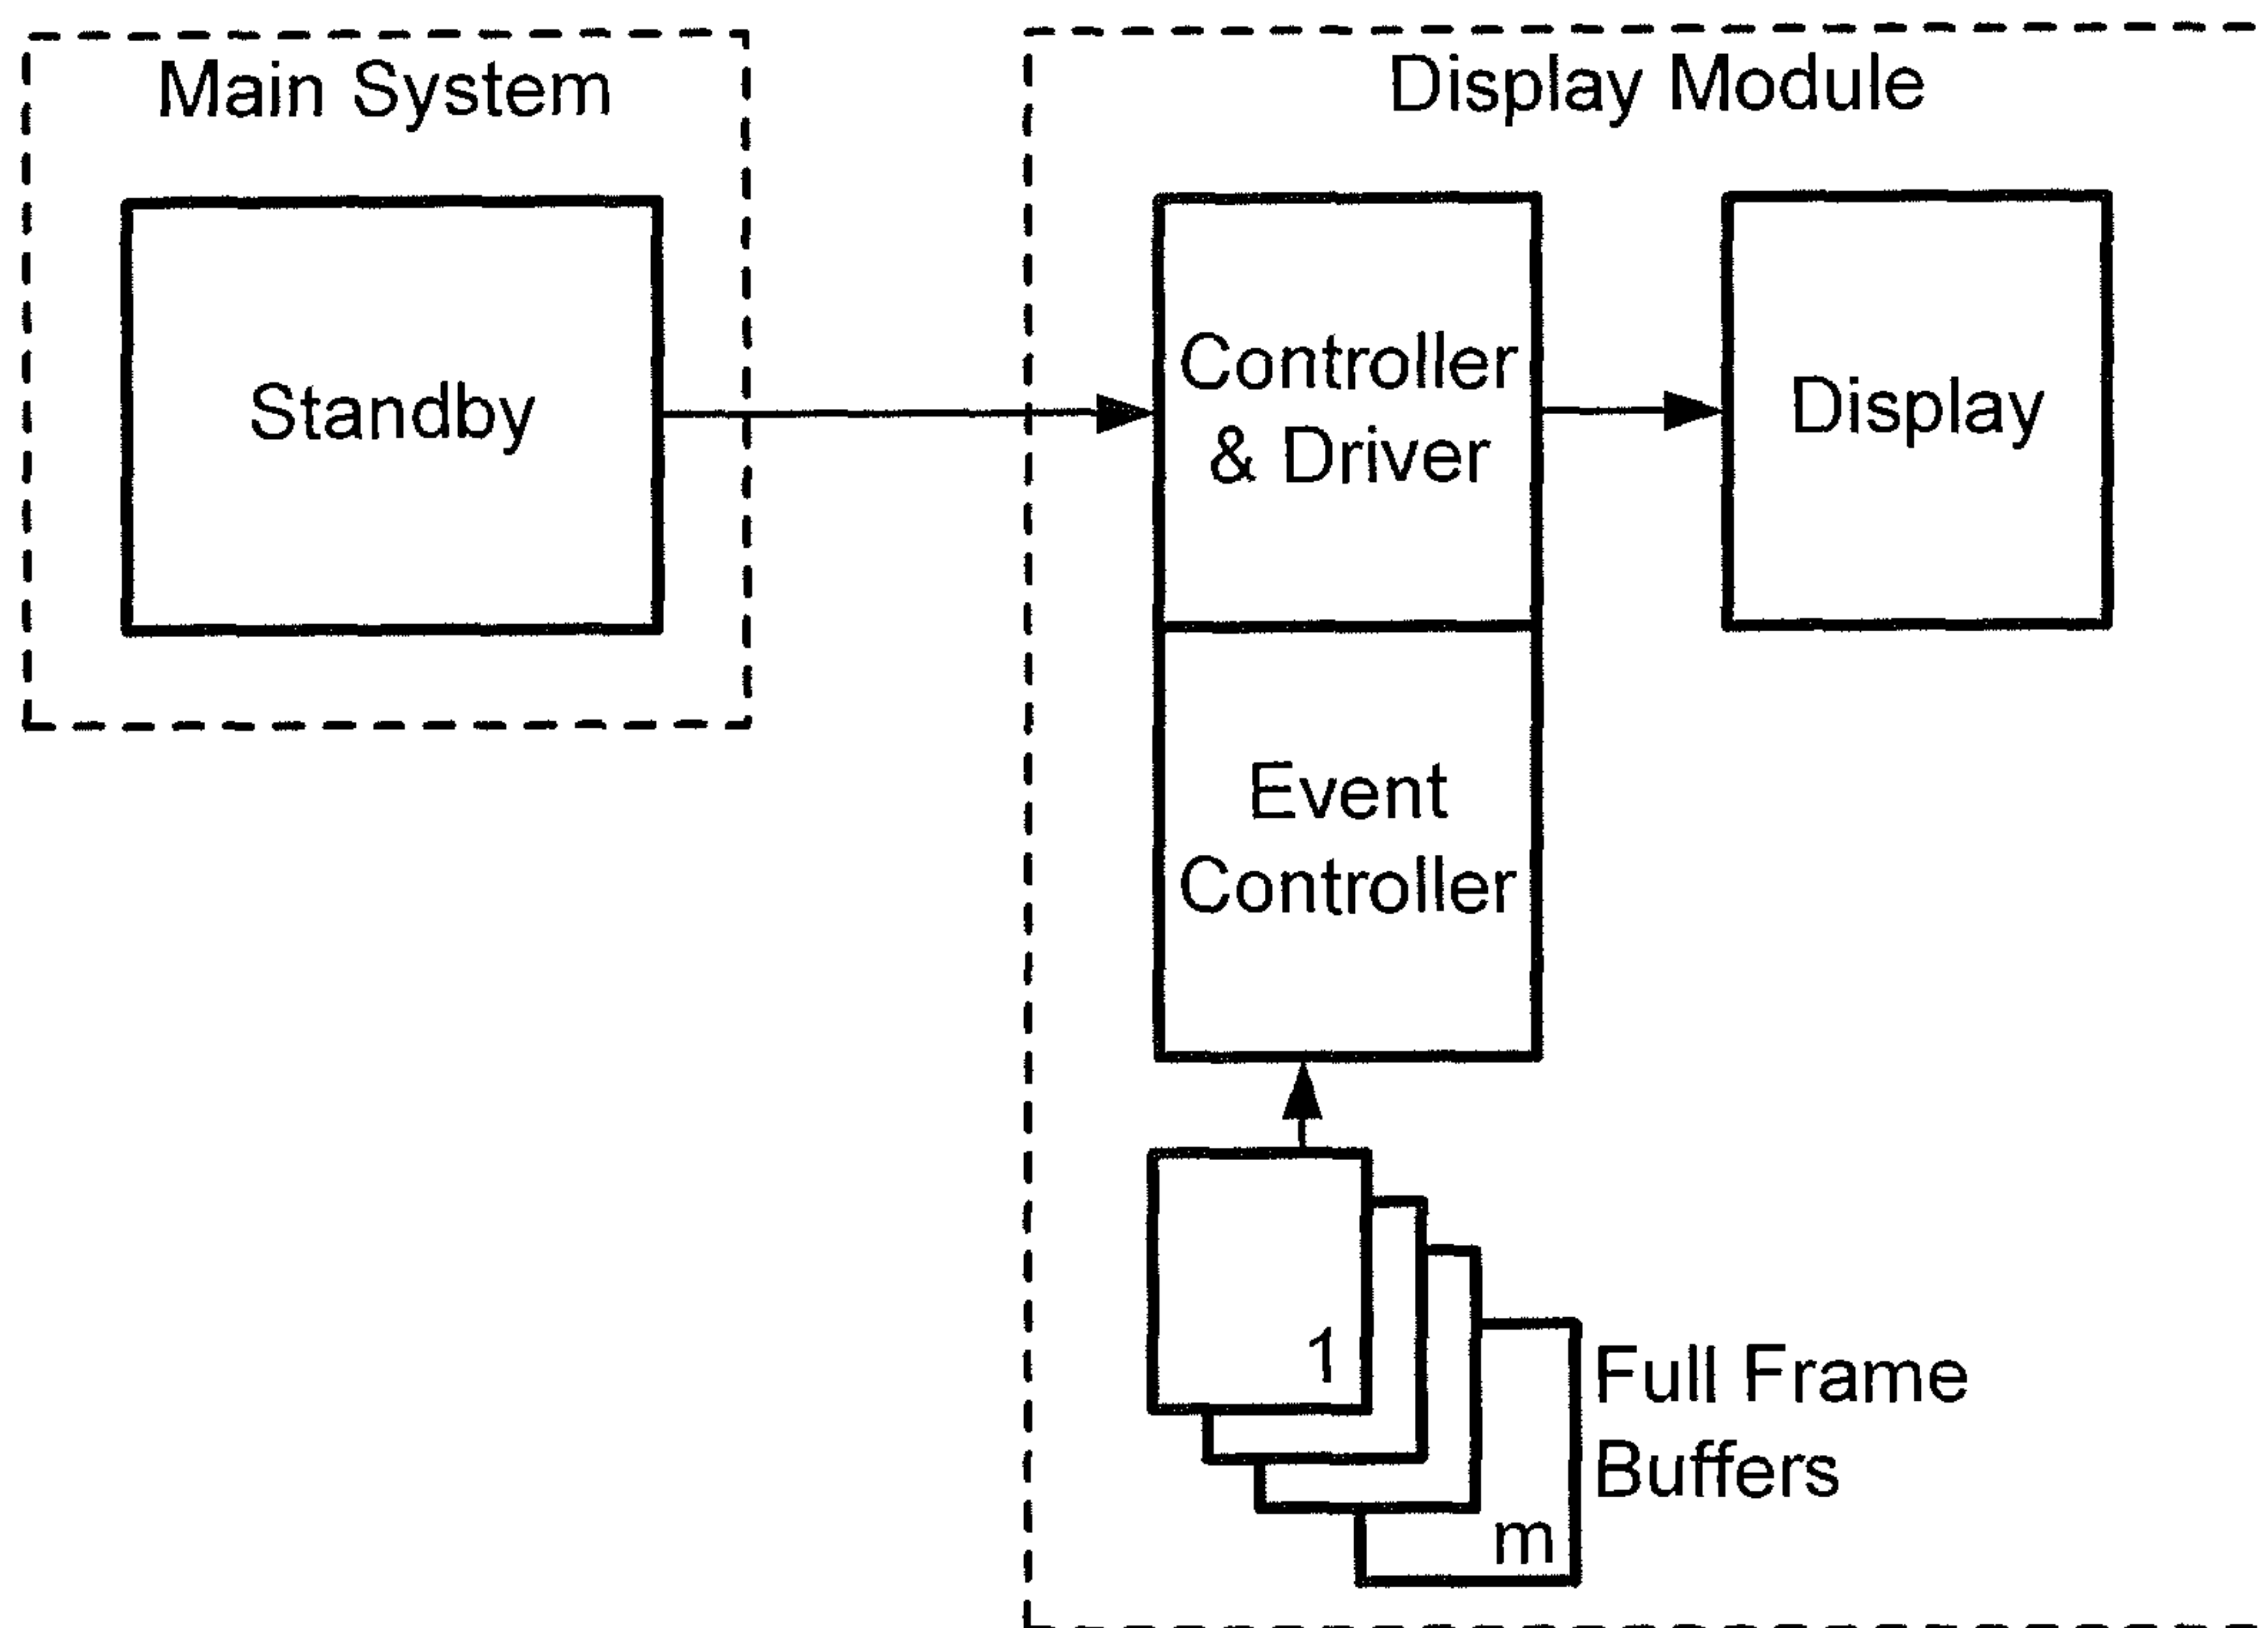 Main System
Display Module
Standby
Controller
& Driver
Display
Event
Controller
1
Full Frame
Buffers
m